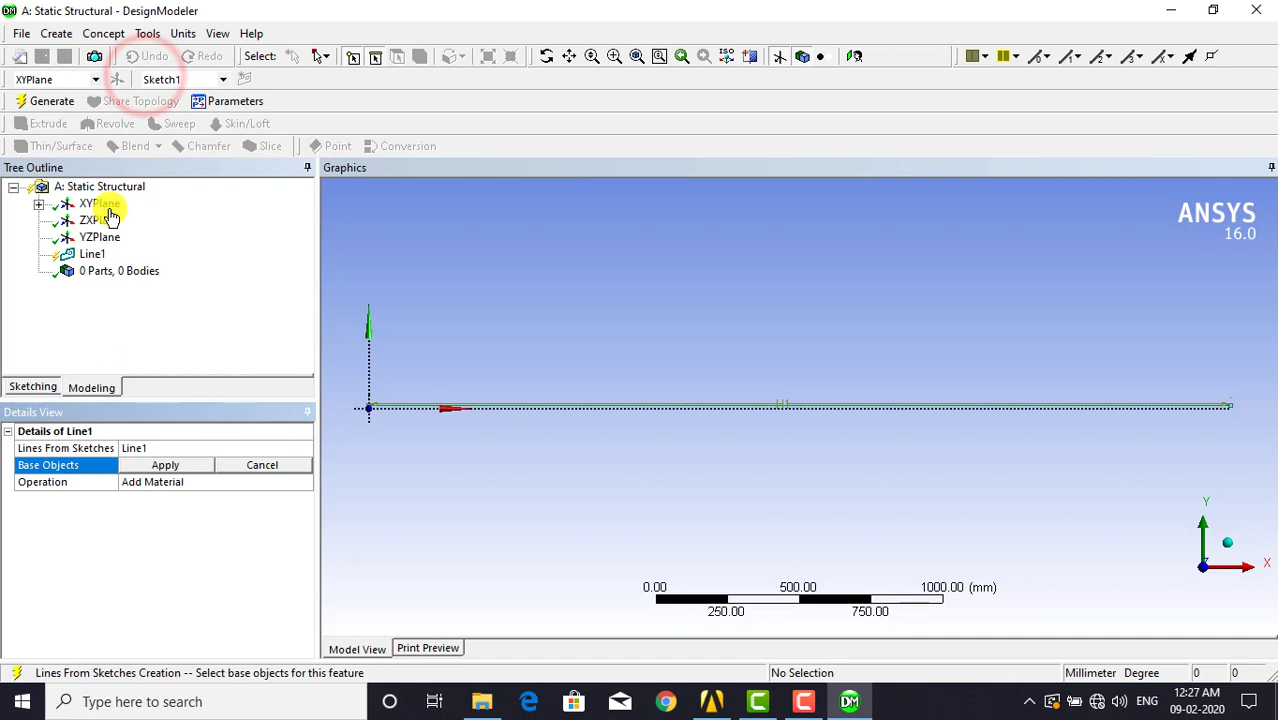 A: Static Structural - DesignModeler
File Create Concept Tools Units View Help
Undo Redo Select:
XYPlane Sketch1
Generate Share Topology Parameters
Extrude Revolve Sweep Skin/Loft
Thin/Surface Blend Chamfer Slice Point Conversion
Tree Outline
A: Static Structural
XYPlane
YZPlane
Line1
0 Parts, 0 Bodies
Sketching Modeling
Details View
Details of Line1
Lines From Sketches Line1
Base Objects Apply Cancel
Operation Add Material
Graphics
ANSYS
16.0
Y
X
0.00 500.00 1000.00 (mm)
250.00 750.00
Model View Print Preview
Lines From Sketches Creation -- Select base objects for this feature No Selection Millimeter Degree 0 0
Type here to search ENG 12:27 AM
09-02-2020